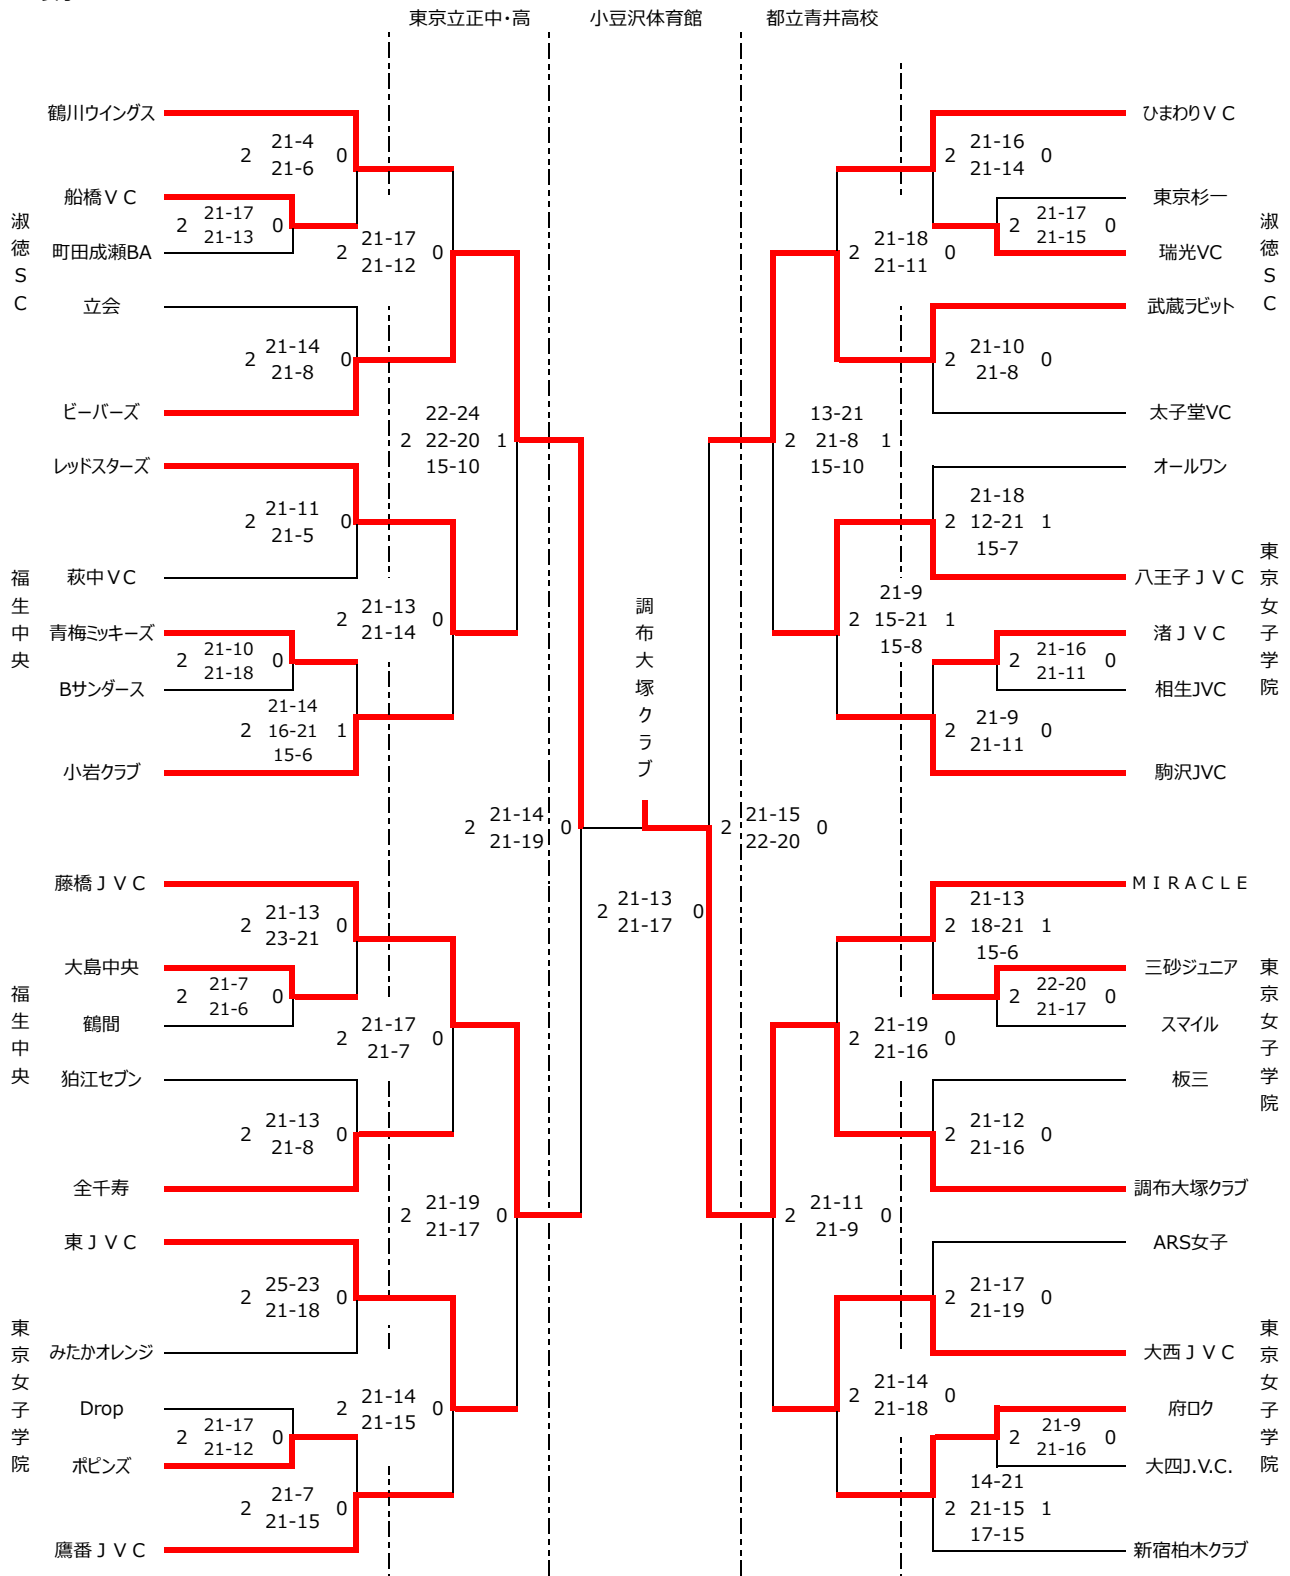 東京立正中・高
小豆沢体育館
都立青井高校
鶴川ウイングス
2 21-4 0
21-6
船橋ＶＣ
2 21-17 0
21-13
町田成瀬BA
淑徳ＳＣ
2 21-17 0
21-12
立会
2 21-14 0
21-8
ビーバーズ
22-24
2 22-20 1
15-10
レッドスターズ
2 21-11 0
21-5
萩中ＶＣ
福生中央
2 21-13 0
21-14
青梅ミッキーズ
2 21-10 0
21-18
Bサンダース
21-14
2 16-21 1
15-6
小岩クラブ
2 21-14 0
21-19
藤橋ＪＶＣ
2 21-13 0
23-21
大島中央
2 21-7 0
21-6
鶴間
福生中央
2 21-17 0
21-7
狛江セブン
2 21-13 0
21-8
全千寿
2 21-19 0
21-17
東ＪＶＣ
2 25-23 0
21-18
みたかオレンジ
東京女子学院
2 21-14 0
21-15
Drop
2 21-17 0
21-12
ポピンズ
2 21-7 0
21-15
鷹番ＪＶＣ
調布大塚クラブ
2 21-13 0
21-17
ひまわりＶＣ
2 21-16 0
21-14
東京杉一
2 21-17 0
21-15
瑞光VC
淑徳ＳＣ
2 21-18 0
21-11
武蔵ラビット
2 21-10 0
21-8
太子堂VC
13-21
2 21-8 1
15-10
オールワン
21-18
2 12-21 1
15-7
八王子ＪＶＣ
東京女子学院
21-9
2 15-21 1
15-8
渚ＪＶＣ
2 21-16 0
21-11
相生JVC
2 21-9 0
21-11
駒沢JVC
2 21-15 0
22-20
ＭＩＲＡＣＬＥ
21-13
2 18-21 1
15-6
三砂ジュニア
2 22-20 0
21-17
スマイル
東京女子学院
2 21-19 0
21-16
板三
2 21-12 0
21-16
調布大塚クラブ
2 21-11 0
21-9
ARS女子
2 21-17 0
21-19
大西ＪＶＣ
東京女子学院
2 21-14 0
21-18
府ロク
2 21-9 0
21-16
大四J.V.C.
14-21
2 21-15 1
17-15
新宿柏木クラブ